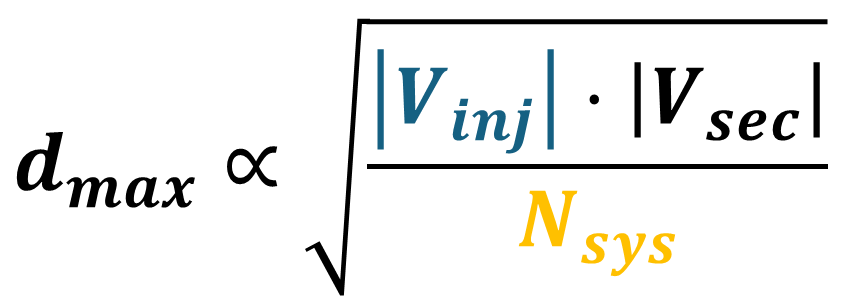 d_max ∝ √(|V_inj| · |V_sec| / N_sys)